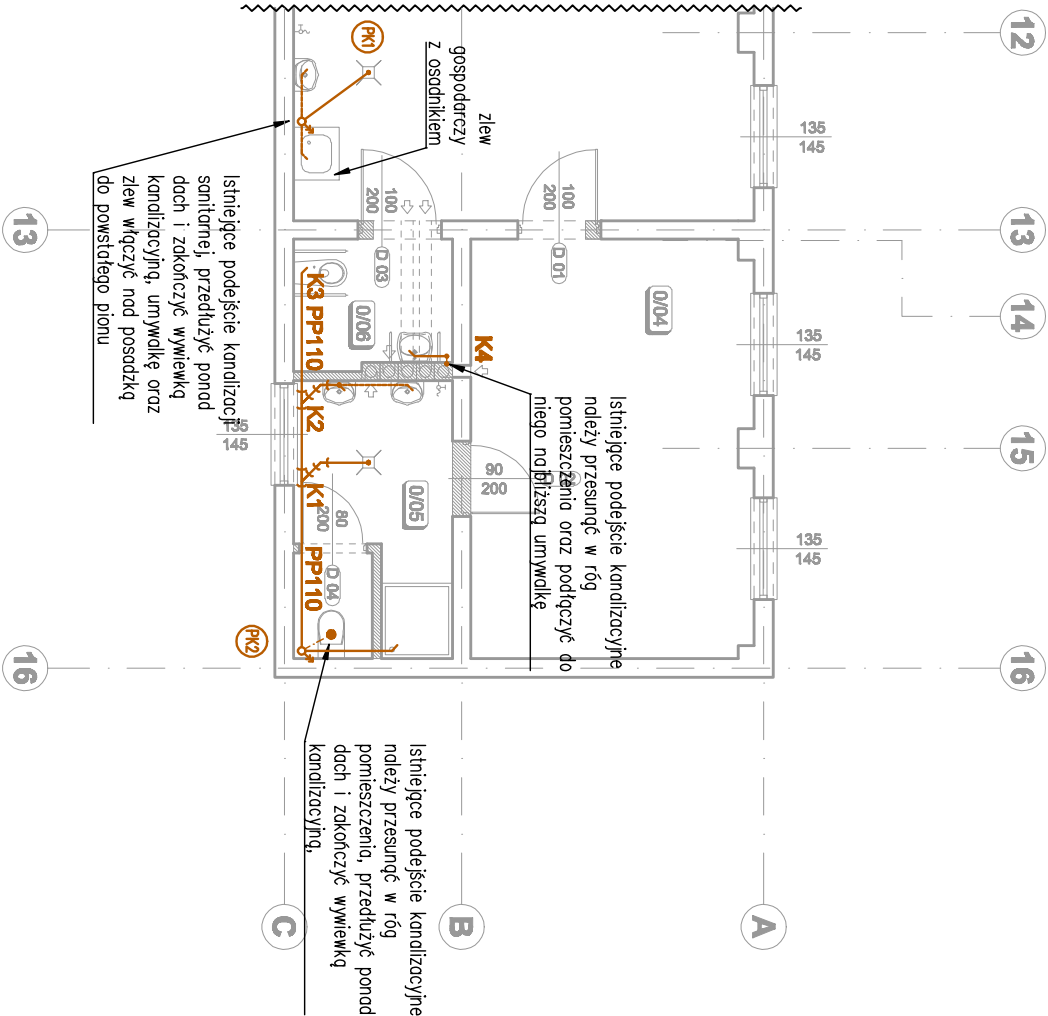 12
13
14
15
16
13
16
A
B
C
135
145
135
145
135
145
135
145
100
200
100
200
90
200
80
200
D 01
D 03
D 04
0/04
0/05
0/06
PK1
PK2
K1
K2
K3 PP110
K4
PP110
zlew
gospodarczy
z osadnikiem
Istniejące podejście kanalizacji
sanitarnej, przedłużyć ponad
dach i zakończyć wywiewką
kanalizacyjną, umywalkę oraz
zlew włączyć nad posadzką
do powstałego pionu
Istniejące podejście kanalizacyjne
należy przesunąć w róg
pomieszczenia oraz podłączyć do
niego najbliższą umywalkę
Istniejące podejście kanalizacyjne
należy przesunąć w róg
pomieszczenia, przedłużyć ponad
dach i zakończyć wywiewką
kanalizacyjną,